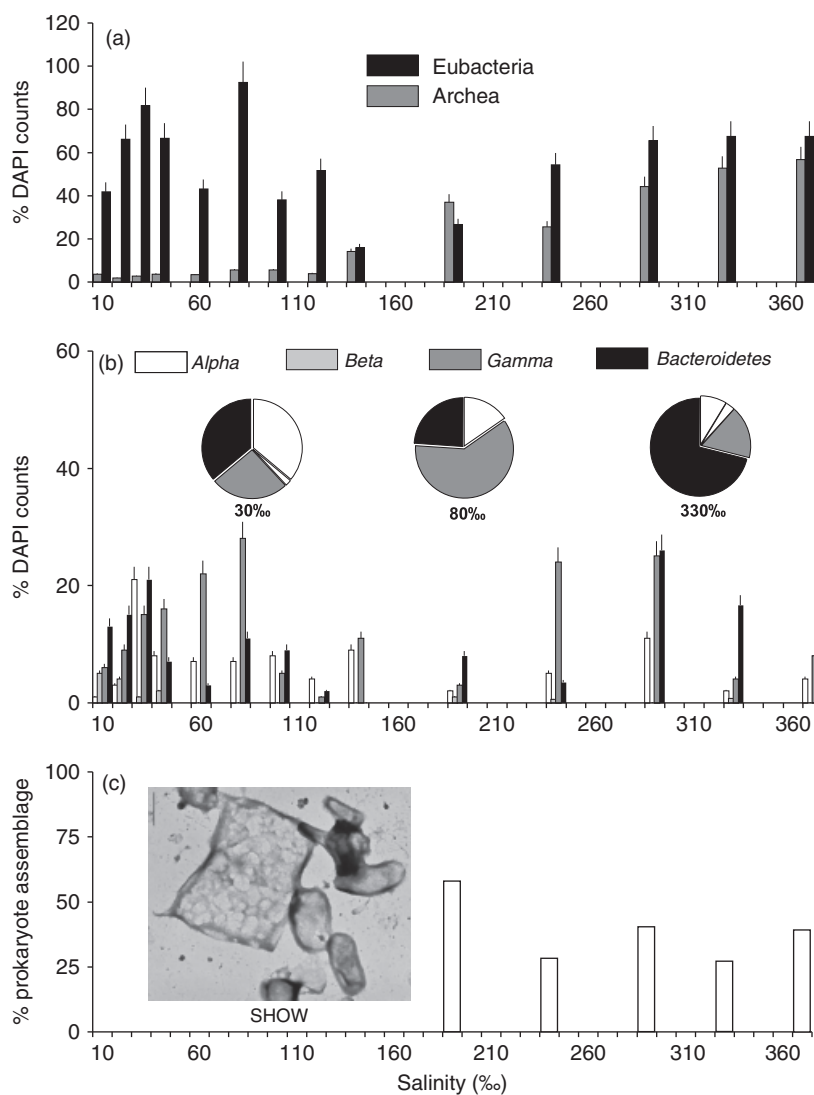 (a)
Eubacteria
Archea
% DAPI counts
120
100
80
60
40
20
0
10 60 110 160 210 260 310 360
(b)
Alpha Beta Gamma Bacteroidetes
30‰ 80‰ 330‰
% DAPI counts
60
40
20
0
10 60 110 160 210 260 310 360
(c)
SHOW
% prokaryote assemblage
100
75
50
25
0
10 60 110 160 210 260 310 360
Salinity (‰)